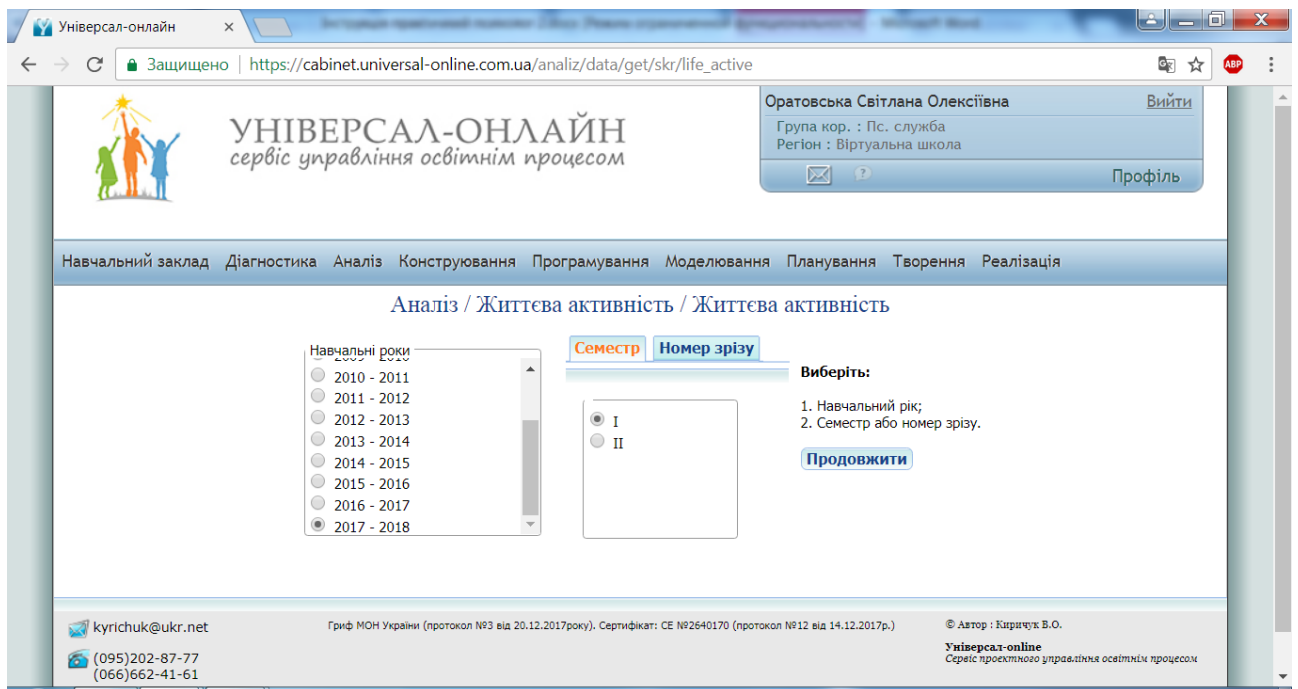 Універсал-онлайн
Защищено | https://cabinet.universal-online.com.ua/analiz/data/get/skr/life_active
ABP
УНІВЕРСАЛ-ОНЛАЙН
сервіс управління освітнім процесом
Оратовська Світлана Олексіївна Вийти
Група кор. : Пс. служба
Регіон : Віртуальна школа
Профіль
Навчальний заклад Діагностика Аналіз Конструювання Програмування Моделювання Планування Творення Реалізація
Аналіз / Життєва активність / Життєва активність
Навчальні роки
2010 - 2011
2011 - 2012
2012 - 2013
2013 - 2014
2014 - 2015
2015 - 2016
2016 - 2017
2017 - 2018
Семестр Номер зрізу
I
II
Виберіть:
1. Навчальний рік;
2. Семестр або номер зрізу.
Продовжити
kyrichuk@ukr.net
(095)202-87-77
(066)662-41-61
Гриф МОН України (протокол №3 від 20.12.2017року). Сертифікат: СЕ №2640170 (протокол №12 від 14.12.2017р.)
© Автор : Киричук В.О.
Універсал-online
Сервіс проектного управління освітнім процесом